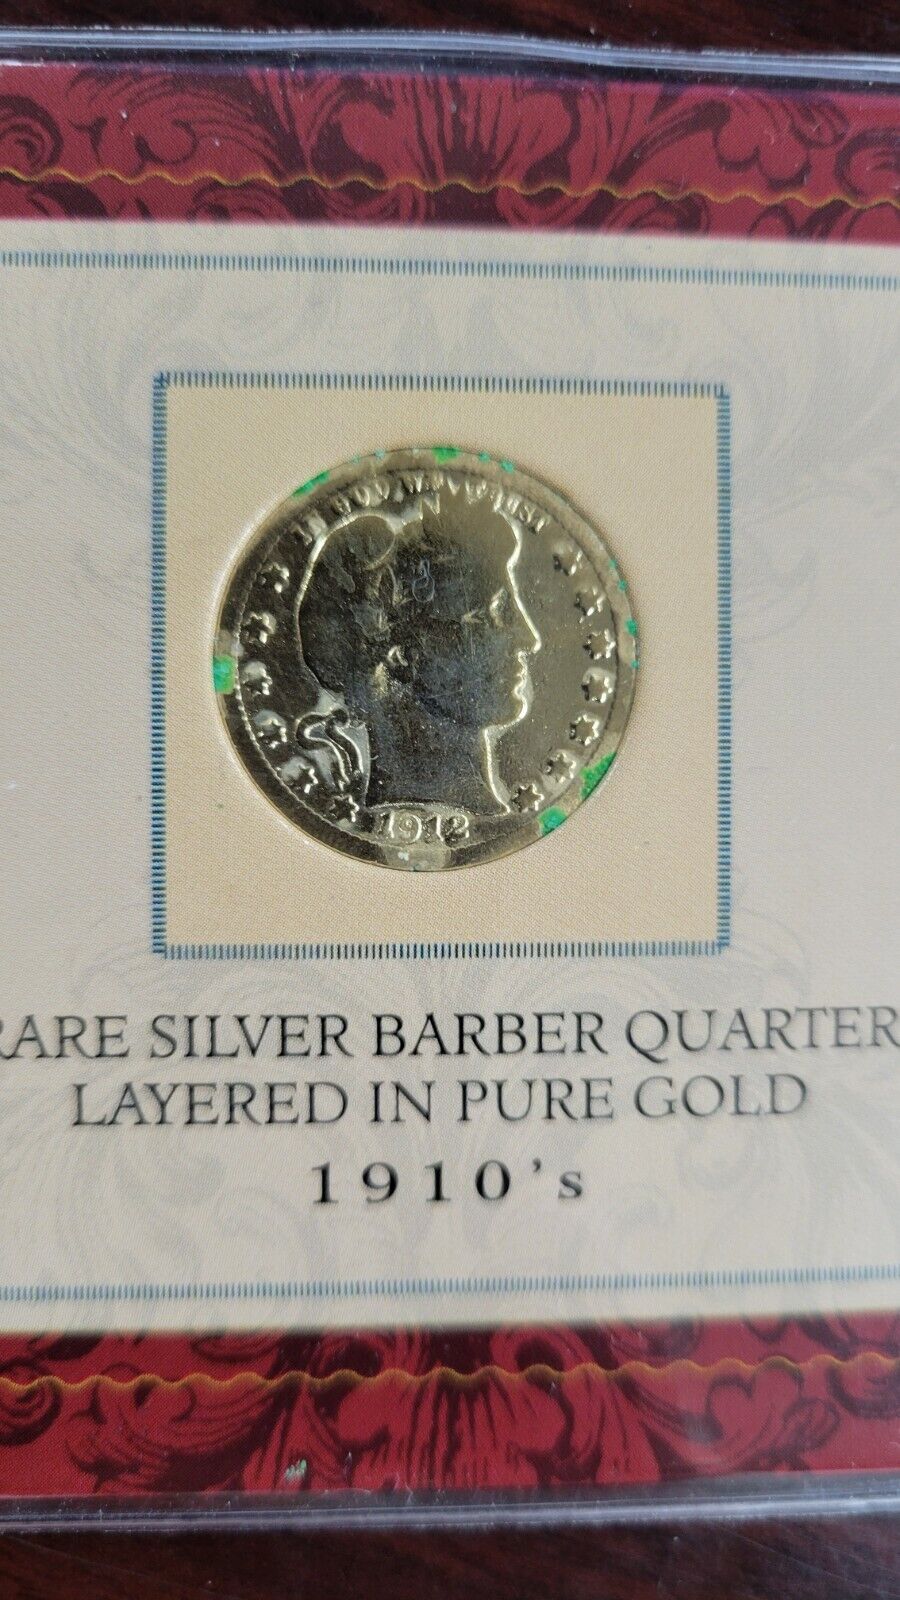 IN GOD WE TRUST
1912
RARE SILVER BARBER QUARTER
LAYERED IN PURE GOLD
1910's